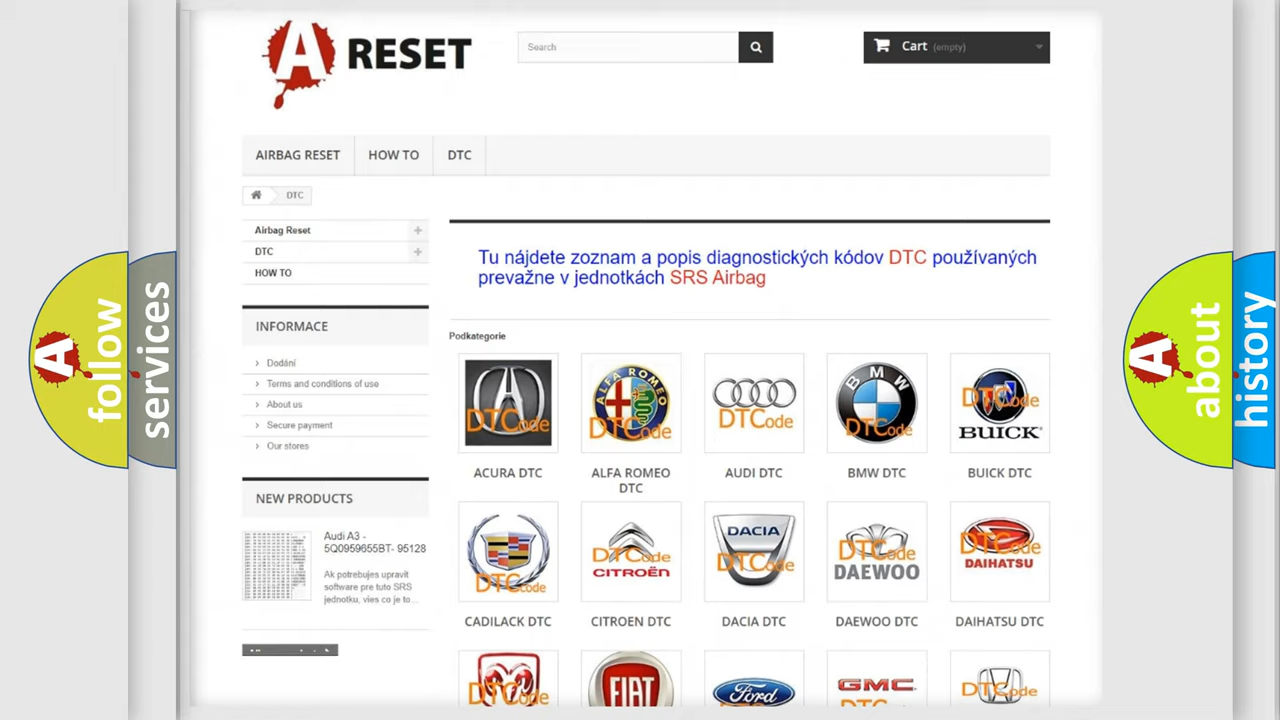 A RESET
Search
Cart (empty)
AIRBAG RESET
HOW TO
DTC
DTC
Airbag Reset
DTC
HOW TO
Tu nájdete zoznam a popis diagnostických kódov DTC používaných
prevažne v jednotkách SRS Airbag
INFORMACE
Dodání
Terms and conditions of use
About us
Secure payment
Our stores
NEW PRODUCTS
Audi A3 -
5Q0959655BT- 95128
Ak potrebujes upravit
software pre tuto SRS
jednotku, vies co je to...
Podkategorie
DTCode
ALFA ROMEO
DTCode
DTCode
BMW
DTCode
DTCode
BUICK
ACURA DTC
ALFA ROMEO
DTC
AUDI DTC
BMW DTC
BUICK DTC
DTCode
DTCode
CITROËN
DACIA
DTCode
DTCode
DAEWOO
DTCode
DAIHATSU
CADILACK DTC
CITROEN DTC
DACIA DTC
DAEWOO DTC
DAIHATSU DTC
DTCode
FIAT
Ford
GMC
DTCode
A
follow
services
A
about
history